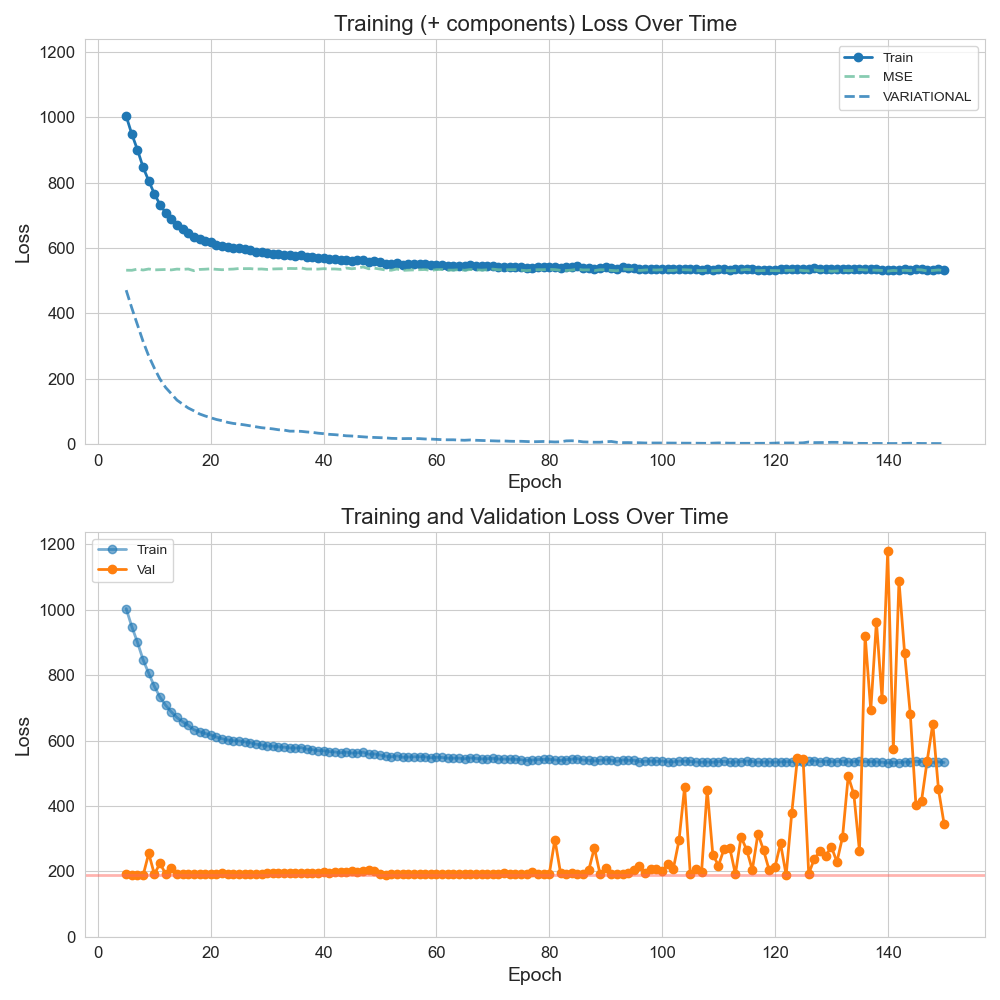 Training (+ components) Loss Over Time
1200
1000
800
600
400
200
0
Loss
Train
MSE
VARIATIONAL
0 20 40 60 80 100 120 140
Epoch
Training and Validation Loss Over Time
1200
1000
800
600
400
200
0
Loss
Train
Val
0 20 40 60 80 100 120 140
Epoch